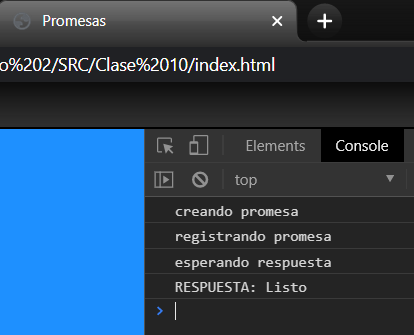 Promesas
o%202/SRC/Clase%2010/index.html
Elements Console
top
creando promesa
registrando promesa
esperando respuesta
RESPUESTA: Listo